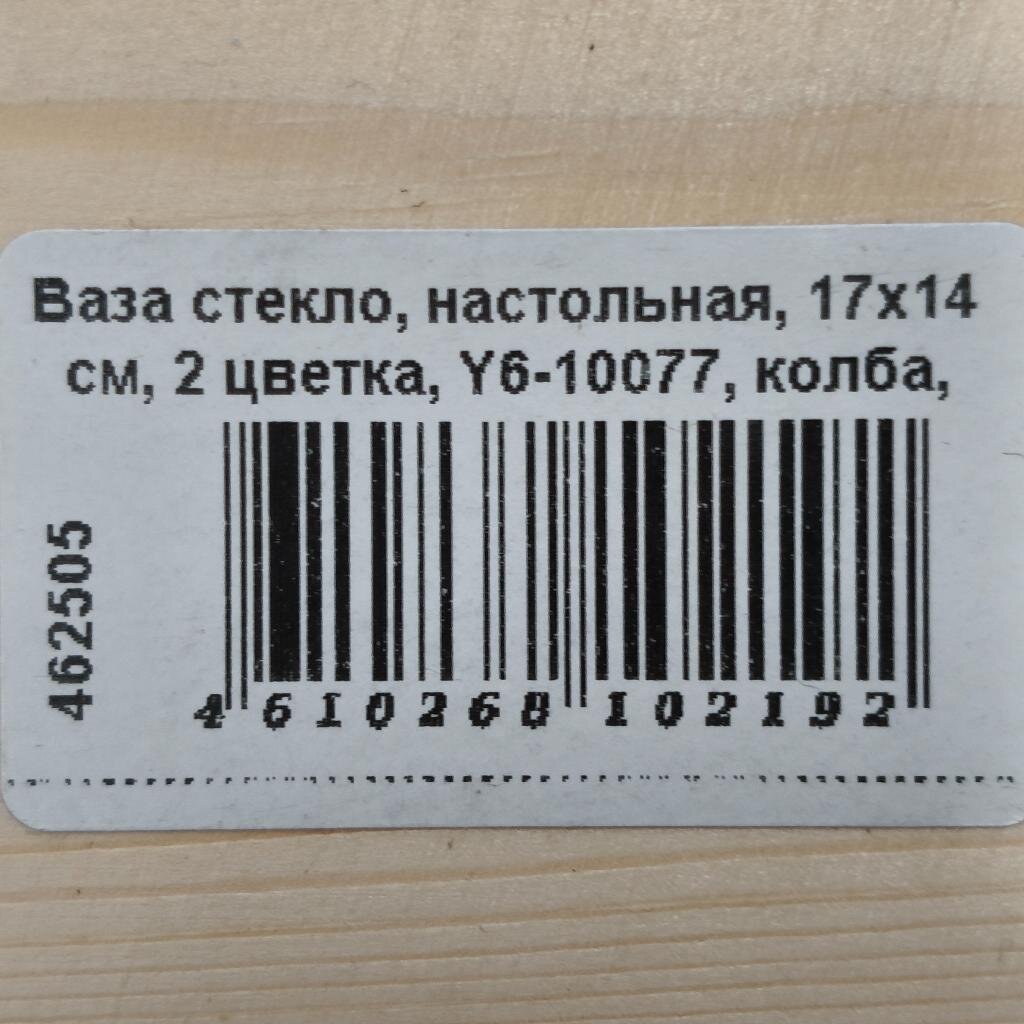 Ваза стекло, настольная, 17х14
см, 2 цветка, Y6-10077, колба,
462505
4 610268 102192